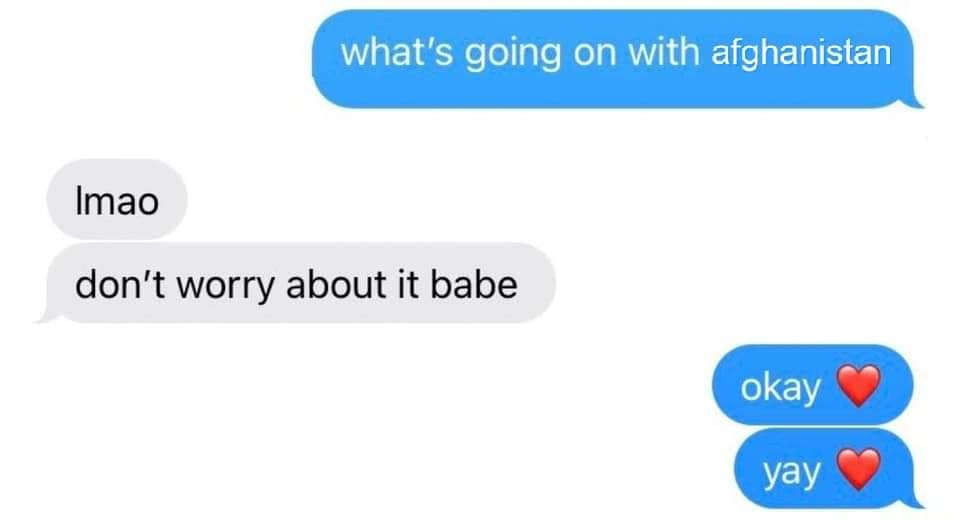 what's going on with afghanistan
lmao
don't worry about it babe
okay ❤️
yay ❤️